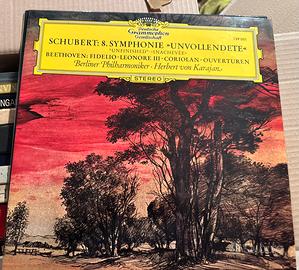 Deutsche
Grammophon
Gesellschaft
SCHUBERT: 8. SYMPHONIE »UNVOLLENDETE«
"UNFINISHED" · «INACHEVÉE»
BEETHOVEN: FIDELIO · LEONORE III · CORIOLAN · OUVERTUREN
Berliner Philharmoniker · Herbert von Karajan
STEREO